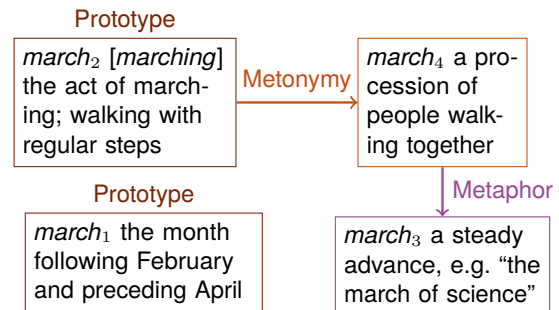 Prototype
march₂ [marching]
the act of march-
ing; walking with
regular steps
Metonymy
march₄ a pro-
cession of
people walk-
ing together
Metaphor
Prototype
march₁ the month
following February
and preceding April
march₃ a steady
advance, e.g. “the
march of science”